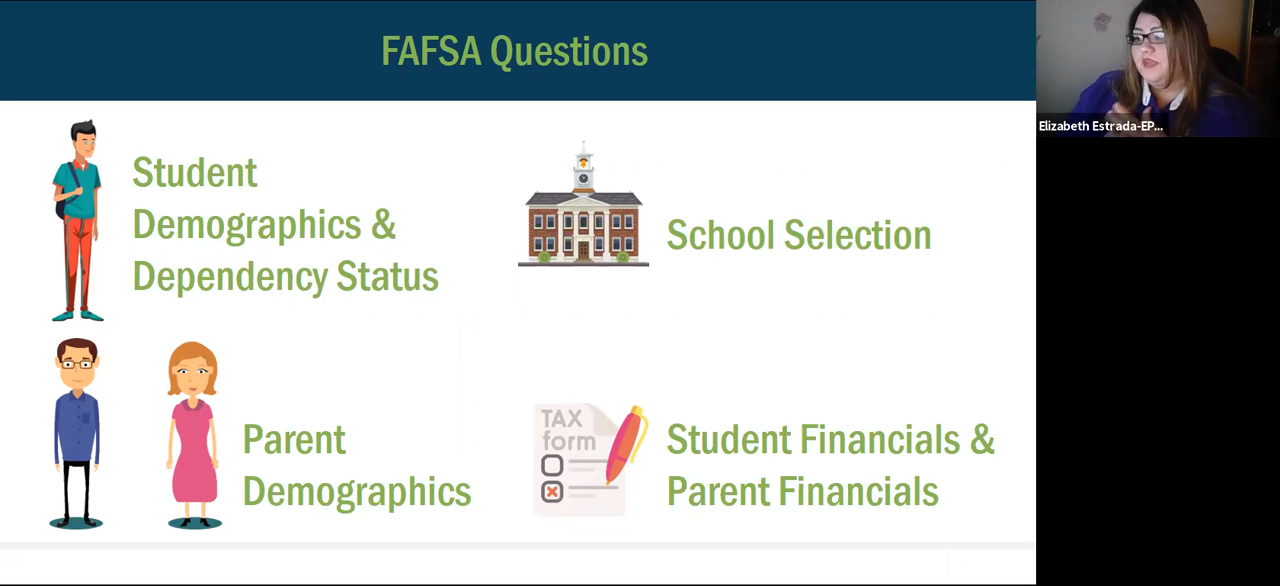 FAFSA Questions
Student
Demographics &
Dependency Status
School Selection
Parent
Demographics
TAX
form
Student Financials &
Parent Financials
Elizabeth Estrada-EP...